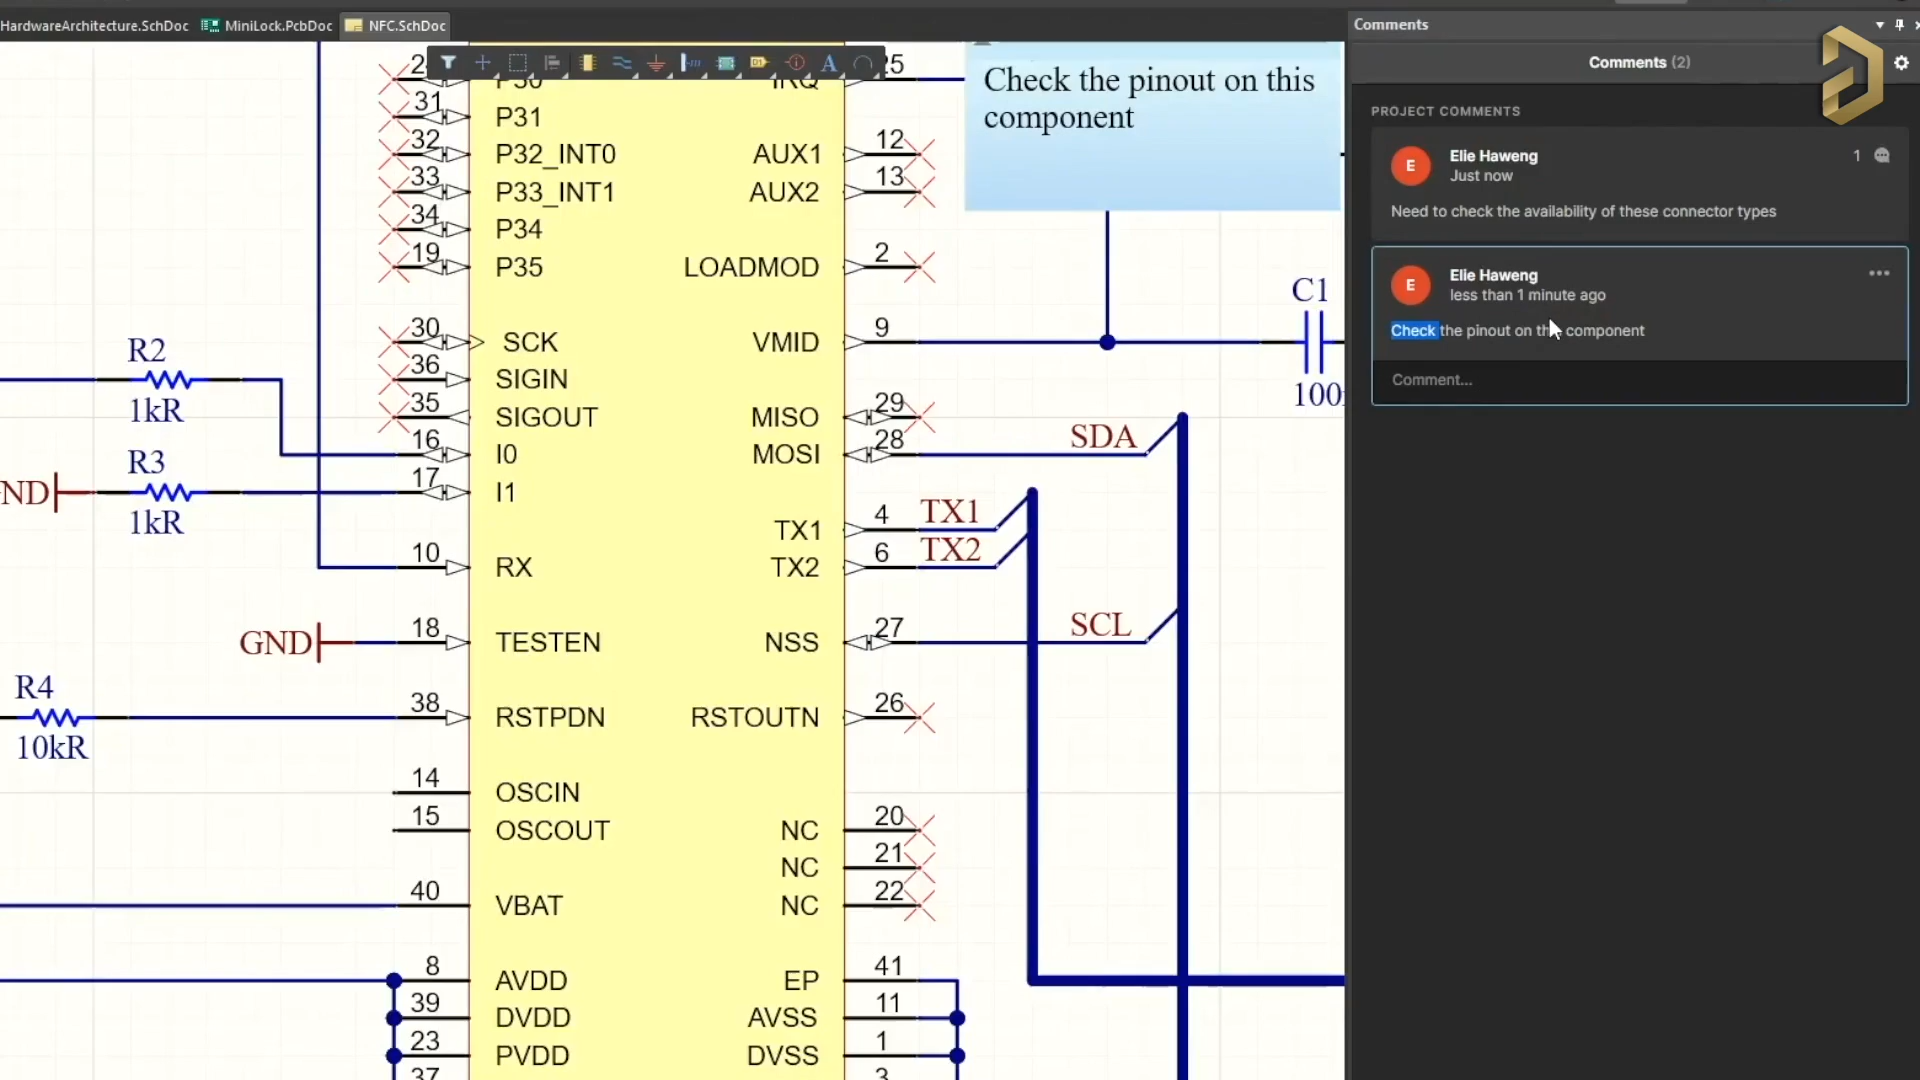 HardwareArchitecture.SchDoc
MiniLock.PcbDoc
NFC.SchDoc
Comments
Comments (2)
PROJECT COMMENTS
Elie Haweng
1
Just now
Need to check the availability of these connector types
Elie Haweng
less than 1 minute ago
Check the pinout on the component
Comment...
Check the pinout on this
component
IRQ
31
P31
32
P32_INT0
AUX1
12
33
P33_INT1
AUX2
13
34
P34
19
P35
LOADMOD
2
30
SCK
VMID
9
C1
R2
1kR
36
SIGIN
35
SIGOUT
MISO
29
16
I0
MOSI
28
SDA
R3
1kR
17
I1
TX1
4
TX1
10
RX
TX2
6
TX2
GND
18
TESTEN
NSS
27
SCL
R4
10kR
38
RSTPDN
RSTOUTN
26
14
OSCIN
15
OSCOUT
NC
20
NC
21
40
VBAT
NC
22
8
AVDD
EP
41
39
DVDD
AVSS
11
23
PVDD
DVSS
1
37
3